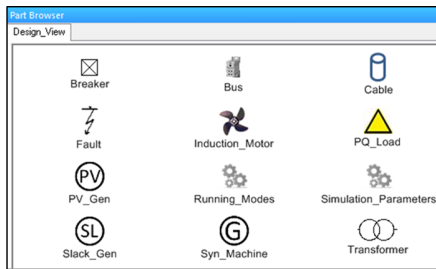 Part Browser
Design_View
Breaker
Bus
Cable
Fault
Induction_Motor
PQ_Load
PV
PV_Gen
Running_Modes
Simulation_Parameters
SL
Slack_Gen
G
Syn_Machine
Transformer